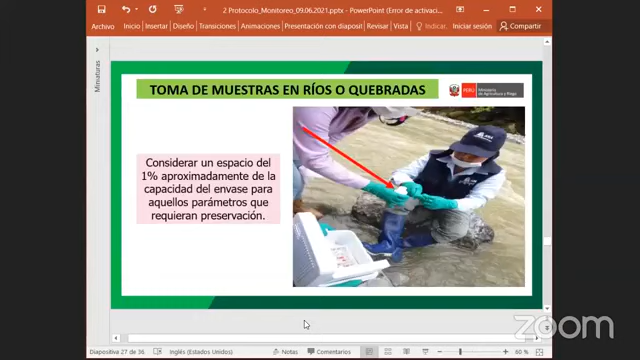 2 Protocolo_Monitoreo_09.06.2021.pptx - PowerPoint (Error de activaci
Archivo Inicio Insertar Diseño Transiciones Animaciones Presentación con diaposit Revisar Vista Indicar. Iniciar sesión Compartir
Miniaturas
TOMA DE MUESTRAS EN RÍOS O QUEBRADAS
PERÚ Ministerio de Agricultura y Riego
Considerar un espacio del
1% aproximadamente de la
capacidad del envase para
aquellos parámetros que
requieran preservación.
zoom
Diapositiva 27 de 36 Inglés (Estados Unidos) Notas Comentarios 60 %